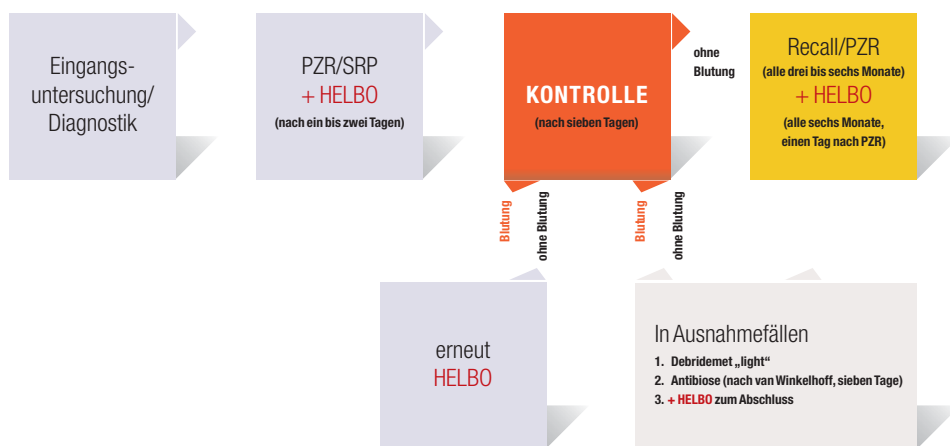 Eingangs-
untersuchung/
Diagnostik
PZR/SRP
+ HELBO
(nach ein bis zwei Tagen)
KONTROLLE
(nach sieben Tagen)
ohne
Blutung
Recall/PZR
(alle drei bis sechs Monate)
+ HELBO
(alle sechs Monate,
einen Tag nach PZR)
Blutung
ohne Blutung
Blutung
ohne Blutung
erneut
HELBO
In Ausnahmefällen
1. Debridemet „light“
2. Antibiose (nach van Winkelhoff, sieben Tage)
3. + HELBO zum Abschluss